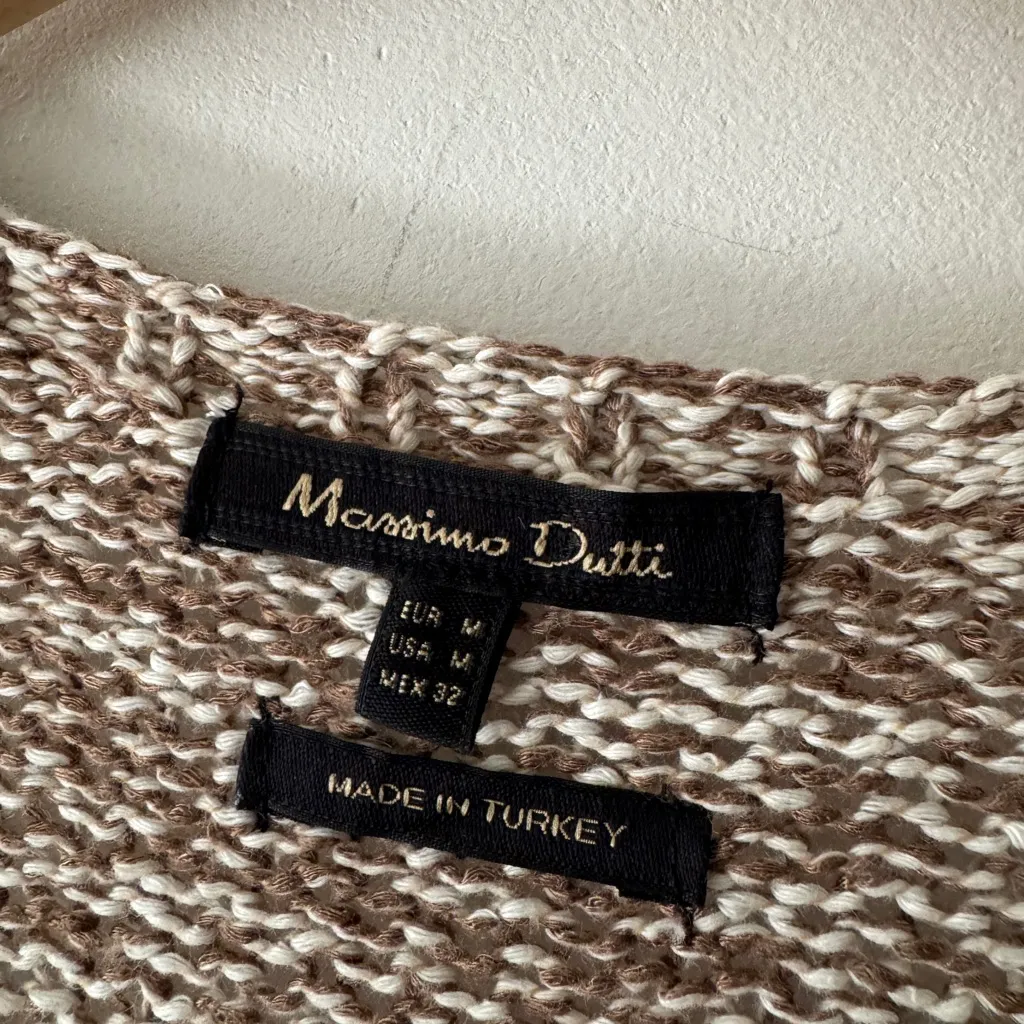 Massimo Dutti
EUR M
USA M
MEX 32
MADE IN TURKEY